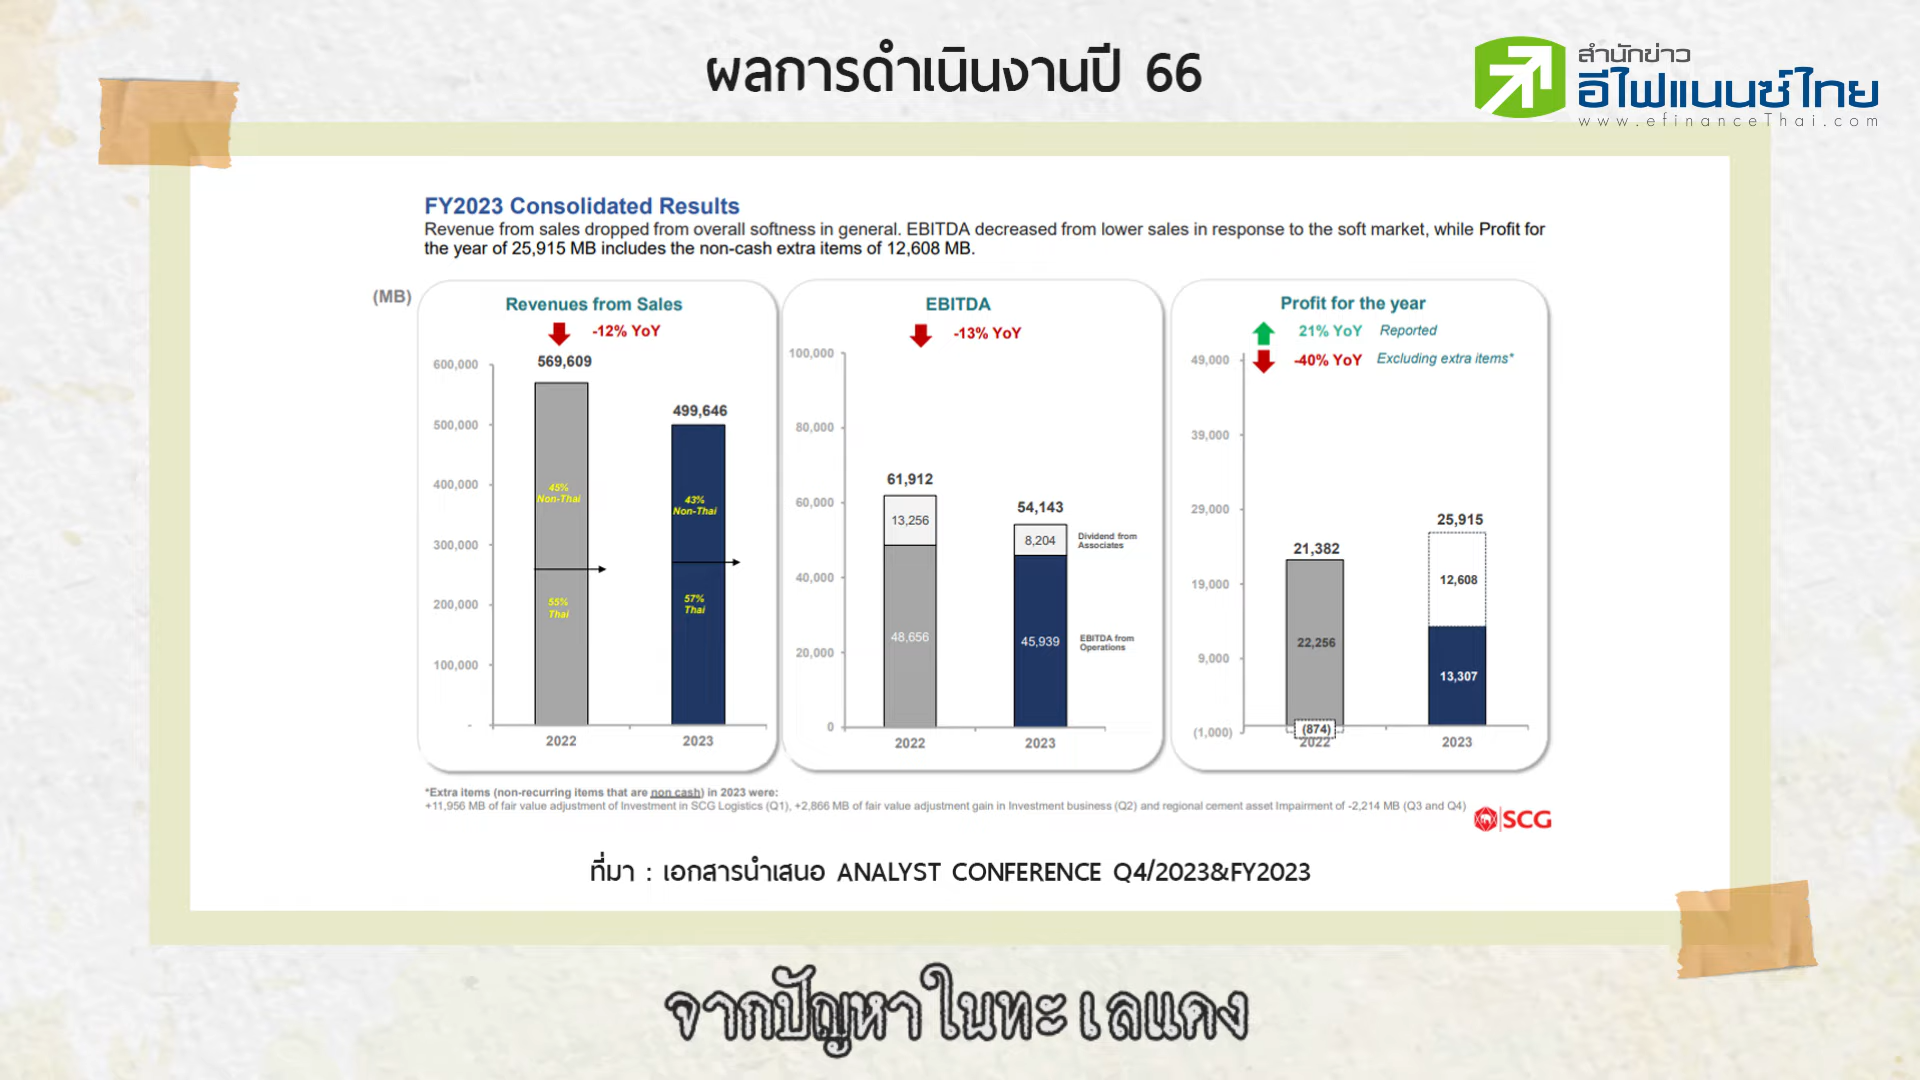 ผลการดำเนินงานปี 66
สำนักข่าว
อีไฟแนนซ์ไทย
www.efinanceThai.com
FY2023 Consolidated Results
Revenue from sales dropped from overall softness in general. EBITDA decreased from lower sales in response to the soft market, while Profit for
the year of 25,915 MB includes the non-cash extra items of 12,608 MB.
(MB)
Revenues from Sales
-12% YoY
600,000
500,000
400,000
300,000
200,000
100,000
-
569,609
45%
Non-Thai
55%
Thai
2022
499,646
43%
Non-Thai
57%
Thai
2023
EBITDA
-13% YoY
100,000
80,000
60,000
40,000
20,000
0
61,912
13,256
48,656
2022
54,143
8,204
45,939
2023
Dividend from
Associates
EBITDA from
Operations
Profit for the year
21% YoY Reported
-40% YoY Excluding extra items*
49,000
39,000
29,000
19,000
9,000
(1,000)
21,382
22,256
(874)
2022
25,915
12,608
13,307
2023
*Extra items (non-recurring items that are non cash) in 2023 were:
+11,956 MB of fair value adjustment of Investment in SCG Logistics (Q1), +2,866 MB of fair value adjustment gain in Investment business (Q2) and regional cement asset Impairment of -2,214 MB (Q3 and Q4)
SCG
ที่มา : เอกสารนำเสนอ ANALYST CONFERENCE Q4/2023&FY2023
จากปัญหาในทะเลแดง